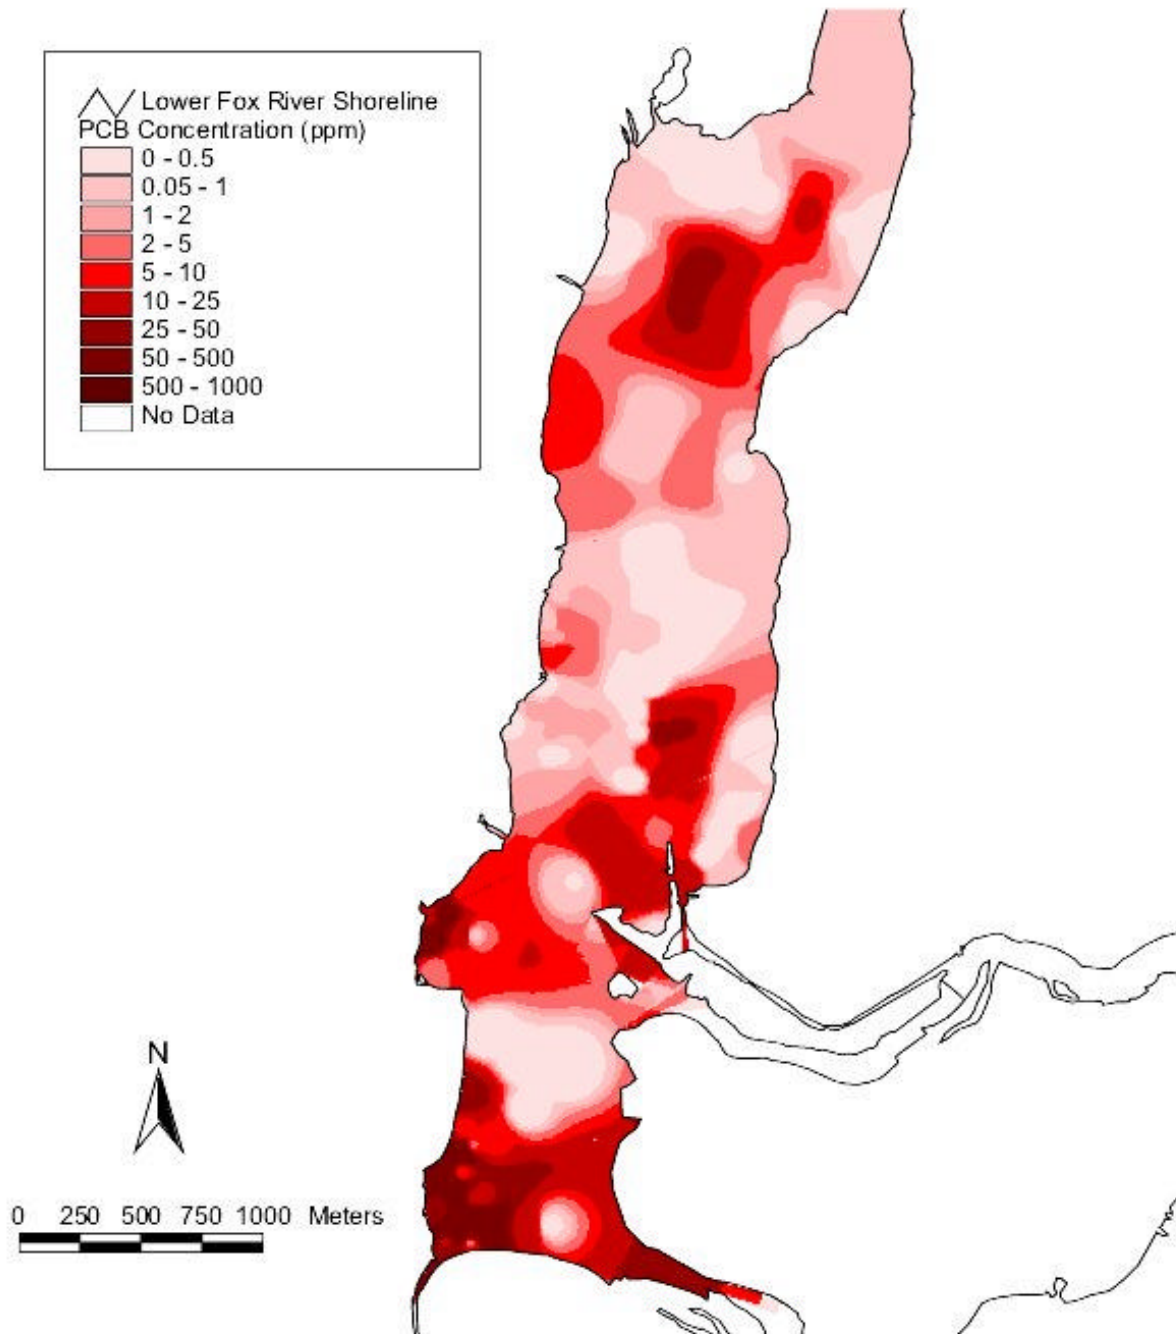 Lower Fox River Shoreline
PCB Concentration (ppm)
0 - 0.5
0.05 - 1
1 - 2
2 - 5
5 - 10
10 - 25
25 - 50
50 - 500
500 - 1000
No Data
N
0 250 500 750 1000 Meters